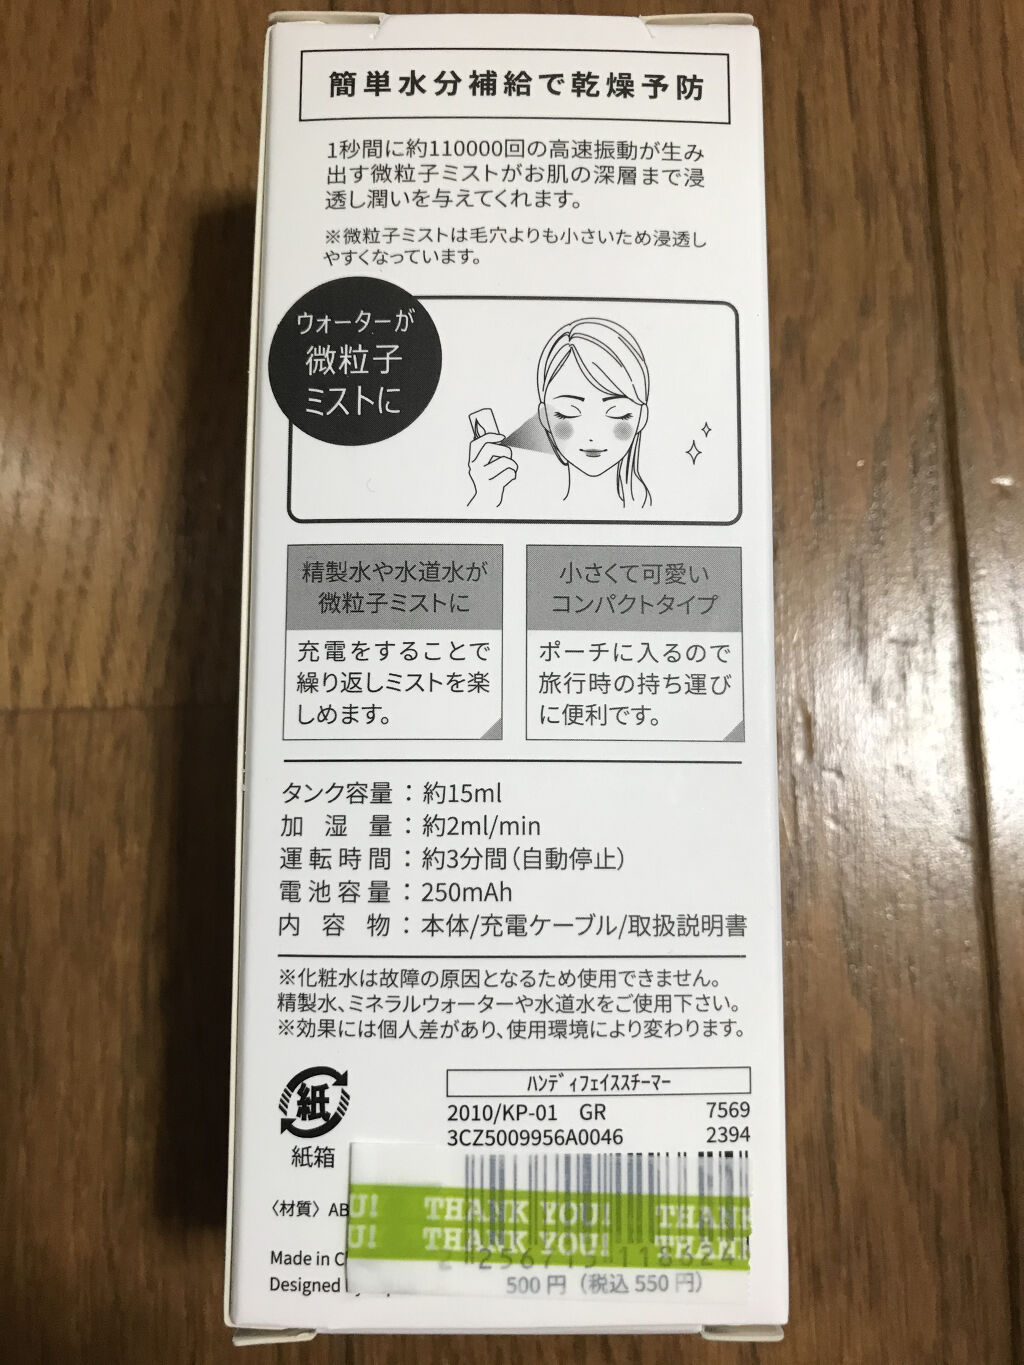 簡単水分補給で乾燥予防
1秒間に約110000回の高速振動が生み
出す微粒子ミストがお肌の深層まで浸
透し潤いを与えてくれます。
※微粒子ミストは毛穴よりも小さいため浸透し
やすくなっています。
ウォーターが
微粒子
ミストに
精製水や水道水が
微粒子ミストに
充電をすることで
繰り返しミストを楽
しめます。
小さくて可愛い
コンパクトタイプ
ポーチに入るので
旅行時の持ち運び
に便利です。
タンク容量：約15ml
加湿量：約2ml/min
運転時間：約3分間（自動停止）
電池容量：250mAh
内容物：本体/充電ケーブル/取扱説明書
※化粧水は故障の原因となるため使用できません。
精製水、ミネラルウォーターや水道水をご使用下さい。
※効果には個人差があり、使用環境により変わります。
紙
紙箱
ﾊﾝﾃﾞｨﾌｪｲｽｽﾁｰﾏｰ
2010/KP-01 GR 7569
3CZ5009956A0046 2394
〈材質〉AB
U! THANK YOU! THANK
U! THANK YOU! THANK
Made in C
Designed
500円（税込550円）